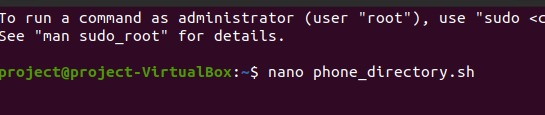 To run a command as administrator (user "root"), use "sudo <c
See "man sudo_root" for details.
project@project-VirtualBox:~$ nano phone_directory.sh